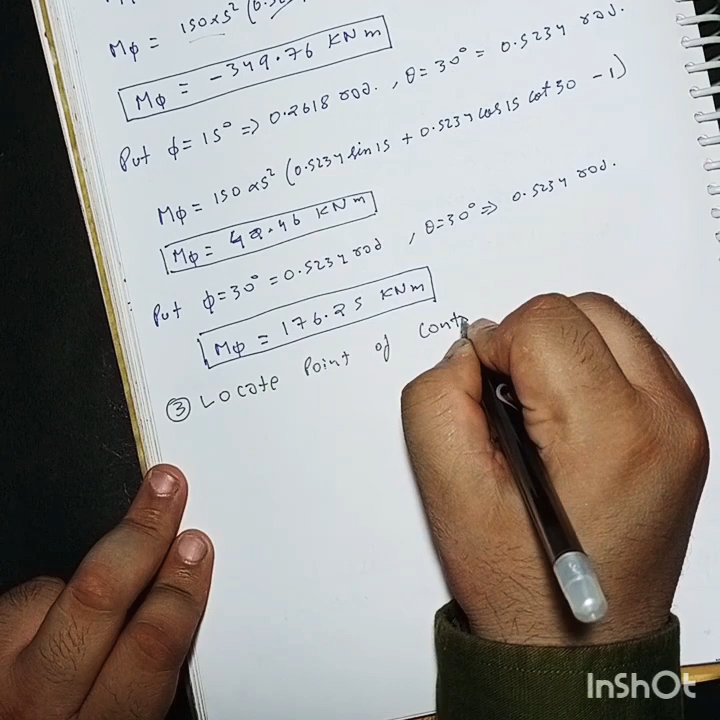 Mφ = 150×5² (0.5
Mφ = -349.76 KNm
Put φ = 15° => 0.2618 rad. , θ = 30° = 0.5234 rad.
Mφ = 150×5² (0.5234 sin15 + 0.5234 cos15 cot30 - 1)
Mφ = 42.46 KNm
Put φ=30° = 0.5234 rad , θ=30° => 0.5234 rad.
Mφ = 176.25 KNm
③ Locate Point of cont
InShOt